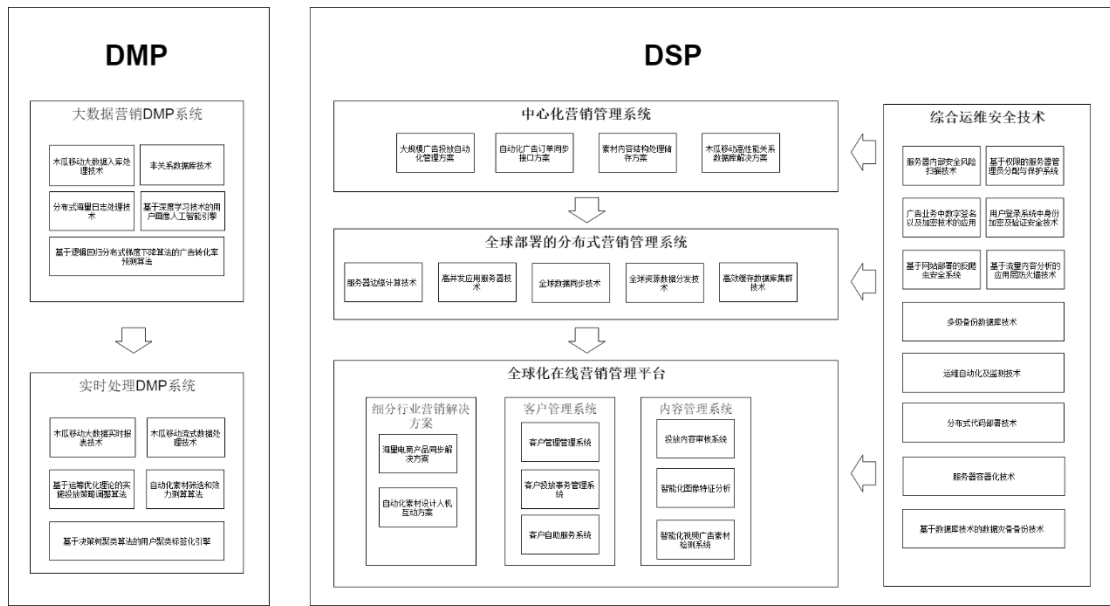 DMP
大数据营销DMP系统
木瓜移动大数据入库处
理技术
非关系数据库技术
分布式海量日志处理技
术
基于深度学习技术的用
户画像人工智能引擎
基于逻辑回归分布式梯度下降算法的广告转化率
预测算法
实时处理DMP系统
木瓜移动大数据实时报
表技术
木瓜移动流式数据处
理技术
基于运筹优化理论的实
施投放策略调整算法
自动化素材筛选和效
力测算算法
基于决策树聚类算法的用户聚类标签化引擎
DSP
中心化营销管理系统
大规模广告投放自动
化管理方案
自动化广告订单同步
接口方案
素材内容结构处理储
存方案
木瓜移动高性能关系
数据库解决方案
全球部署的分布式营销管理系统
服务器边缘计算技术
高并发应用服务器技
术
全球数据同步技术
全球资源数据分发技
术
高效缓存数据库集群
技术
全球化在线营销管理平台
细分行业营销解决
方案
海量电商产品同步解
决方案
自动化素材设计人机
互动方案
客户管理系统
客户管理管理系统
客户投放事务管理系
统
客户自助服务系统
内容管理系统
投放内容审核系统
智能化图像特征分析
智能化视频广告素材
检测系统
综合运维安全技术
服务器内部安全风险
扫描技术
基于权限的服务器管
理员分配与保护系统
广告业务中数字签名
以及加密技术的应用
用户登录系统中身份
加密及验证安全技术
基于网站部署的反爬
虫安全系统
基于流量内容分析的
应用层防火墙技术
多级备份数据库技术
运维自动化及监测技术
分布式代码部署技术
服务器容器化技术
基于数据库技术的数据灾备备份技术